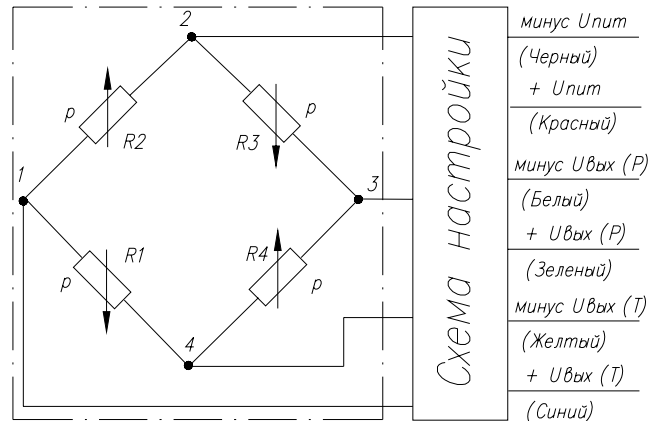 2
минус Uпит
(Черный)
+ Uпит
(Красный)
p
R2
R3
p
1
3
минус Uвых (P)
(Белый)
+ Uвых (P)
(Зеленый)
p
R1
R4
p
4
минус Uвых (T)
(Желтый)
+ Uвых (T)
(Синий)
Схема настройки